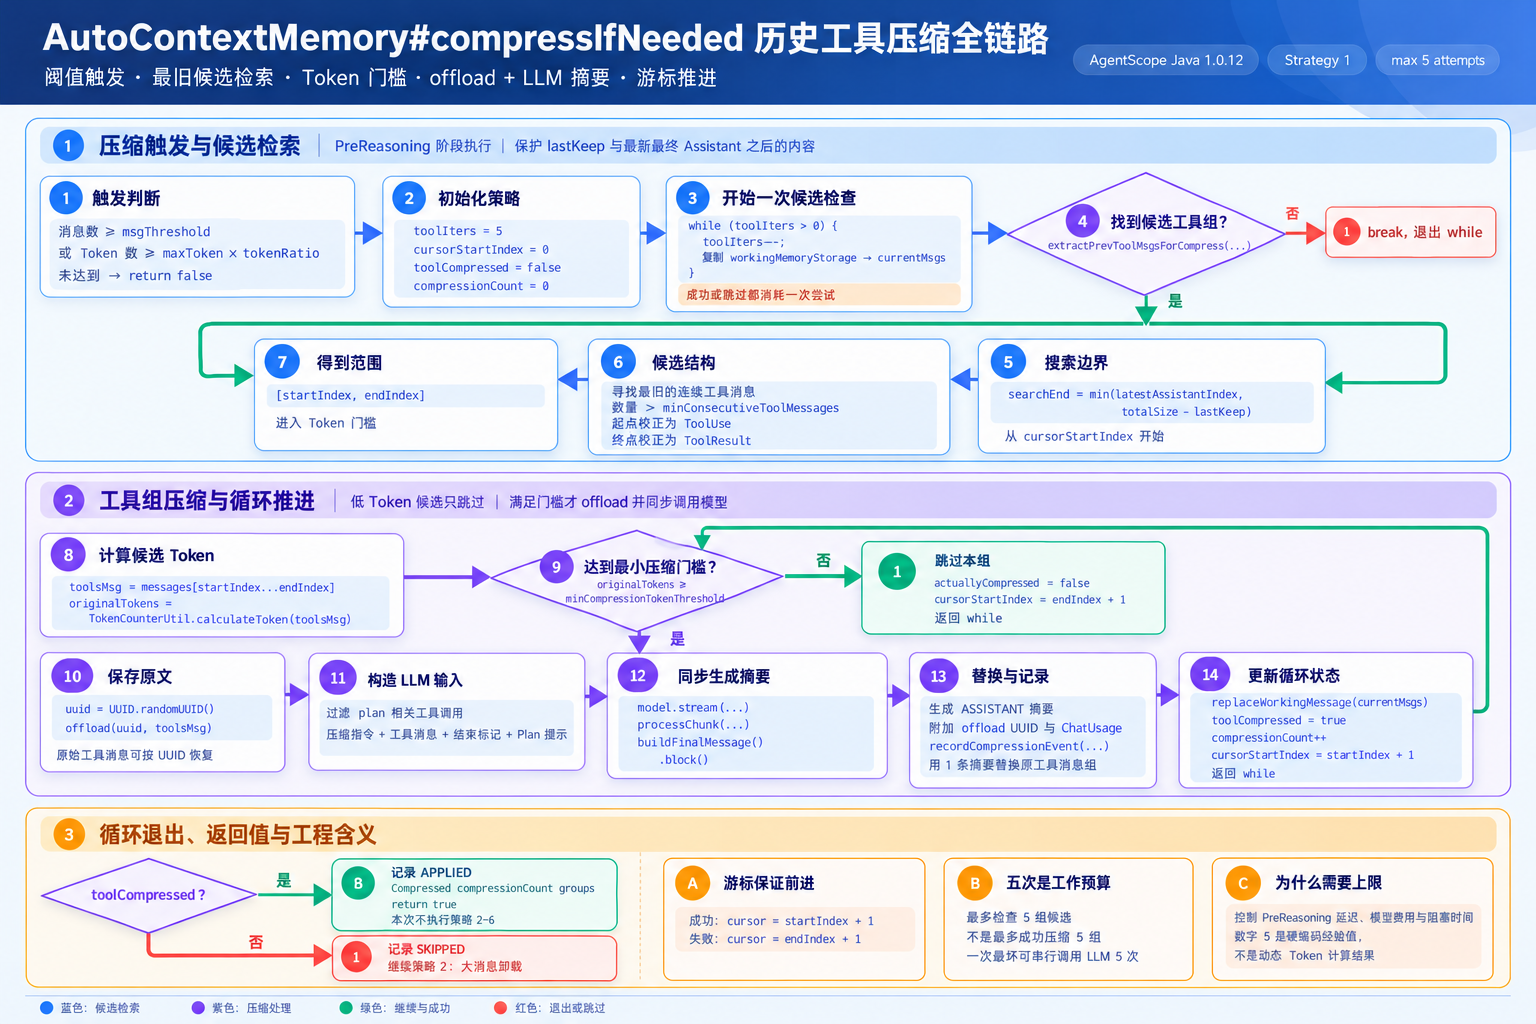 AutoContextMemory#compressIfNeeded 历史工具压缩全链路
阈值触发 · 最旧候选检索 · Token 门槛 · offload + LLM 摘要 · 游标推进
AgentScope Java 1.0.12
Strategy 1
max 5 attempts
1 压缩触发与候选检索
PreReasoning 阶段执行 | 保护 lastKeep 与最新最终 Assistant 之后的内容
1 触发判断
消息数 ≥ msgThreshold
或 Token 数 ≥ maxToken × tokenRatio
未达到 → return false
2 初始化策略
toolIters = 5
cursorStartIndex = 0
toolCompressed = false
compressionCount = 0
3 开始一次候选检查
while (toolIters > 0) {
toolIters--;
复制 workingMemoryStorage → currentMsgs
}
成功或跳过都消耗一次尝试
4 找到候选工具组？
extractPrevToolMsgsForCompress(...)
否
1 break，退出 while
是
7 得到范围
[startIndex, endIndex]
进入 Token 门槛
6 候选结构
寻找最旧的连续工具消息
数量 > minConsecutiveToolMessages
起点校正为 ToolUse
终点校正为 ToolResult
5 搜索边界
searchEnd = min(latestAssistantIndex,
totalSize - lastKeep)
从 cursorStartIndex 开始
2 工具组压缩与循环推进
低 Token 候选只跳过 | 满足门槛才 offload 并同步调用模型
8 计算候选 Token
toolsMsg = messages[startIndex...endIndex]
originalTokens =
TokenCounterUtil.calculateToken(toolsMsg)
9 达到最小压缩门槛？
originalTokens ≥
minCompressionTokenThreshold
否
1 跳过本组
actuallyCompressed = false
cursorStartIndex = endIndex + 1
返回 while
是
10 保存原文
uuid = UUID.randomUUID()
offload(uuid, toolsMsg)
原始工具消息可按 UUID 恢复
11 构造 LLM 输入
过滤 plan 相关工具调用
压缩指令 + 工具消息 + 结束标记 + Plan 提示
12 同步生成摘要
model.stream(...)
processChunk(...)
buildFinalMessage()
.block()
13 替换与记录
生成 ASSISTANT 摘要
附加 offload UUID 与 ChatUsage
recordCompressionEvent(...)
用 1 条摘要替换原工具消息组
14 更新循环状态
replaceWorkingMessage(currentMsgs)
toolCompressed = true
compressionCount++
cursorStartIndex = startIndex + 1
返回 while
3 循环退出、返回值与工程含义
toolCompressed？
是
B 记录 APPLIED
Compressed compressionCount groups
return true
本次不执行策略 2-6
否
1 记录 SKIPPED
继续策略 2：大消息卸载
A 游标保证前进
成功：cursor = startIndex + 1
失败：cursor = endIndex + 1
B 五次是工作预算
最多检查 5 组候选
不是最多成功压缩 5 组
一次最坏可串行调用 LLM 5 次
C 为什么需要上限
控制 PreReasoning 延迟、模型费用与阻塞时间
数字 5 是硬编码经验值，
不是动态 Token 计算结果
蓝色：候选检索
紫色：压缩处理
绿色：继续与成功
红色：退出或跳过